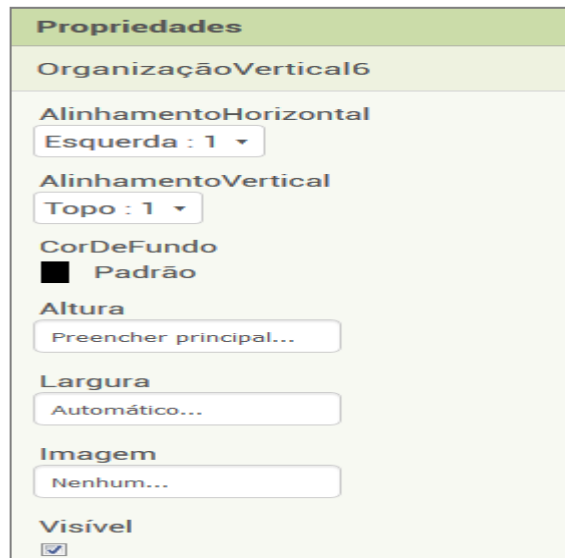 Propriedades
OrganizaçãoVertical6
AlinhamentoHorizontal
Esquerda : 1
AlinhamentoVertical
Topo : 1
CorDeFundo
Padrão
Altura
Preencher principal...
Largura
Automático...
Imagem
Nenhum...
Visível